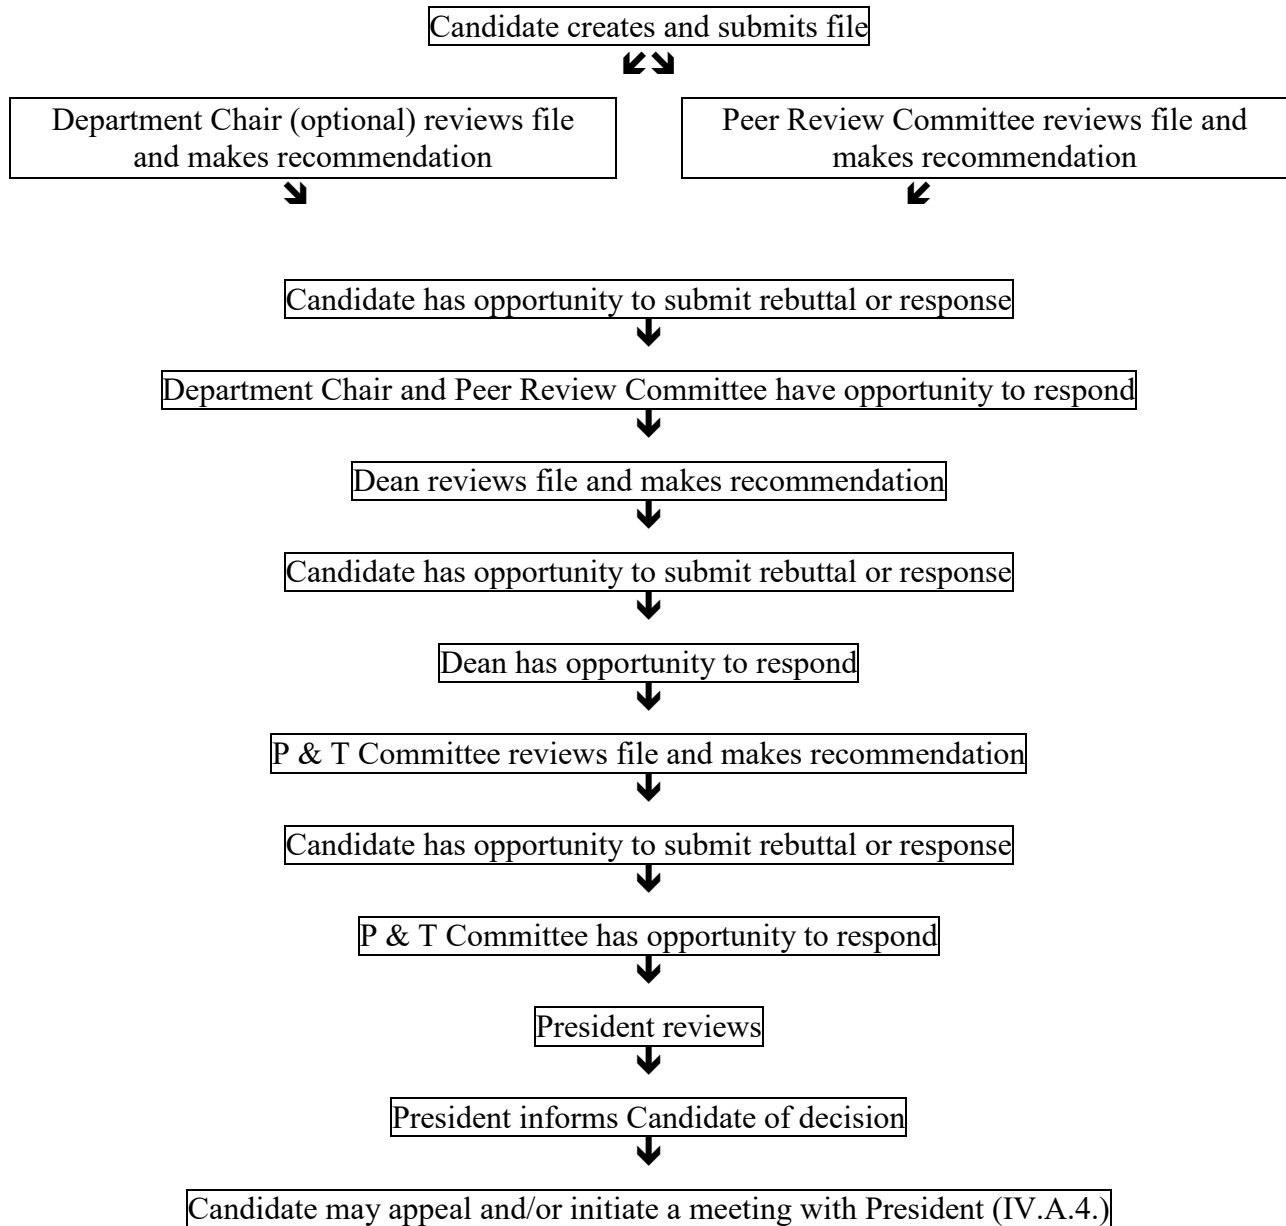 Candidate creates and submits file
Department Chair (optional) reviews file
and makes recommendation
Peer Review Committee reviews file and
makes recommendation
Candidate has opportunity to submit rebuttal or response
Department Chair and Peer Review Committee have opportunity to respond
Dean reviews file and makes recommendation
Candidate has opportunity to submit rebuttal or response
Dean has opportunity to respond
P & T Committee reviews file and makes recommendation
Candidate has opportunity to submit rebuttal or response
P & T Committee has opportunity to respond
President reviews
President informs Candidate of decision
Candidate may appeal and/or initiate a meeting with President (IV.A.4.)